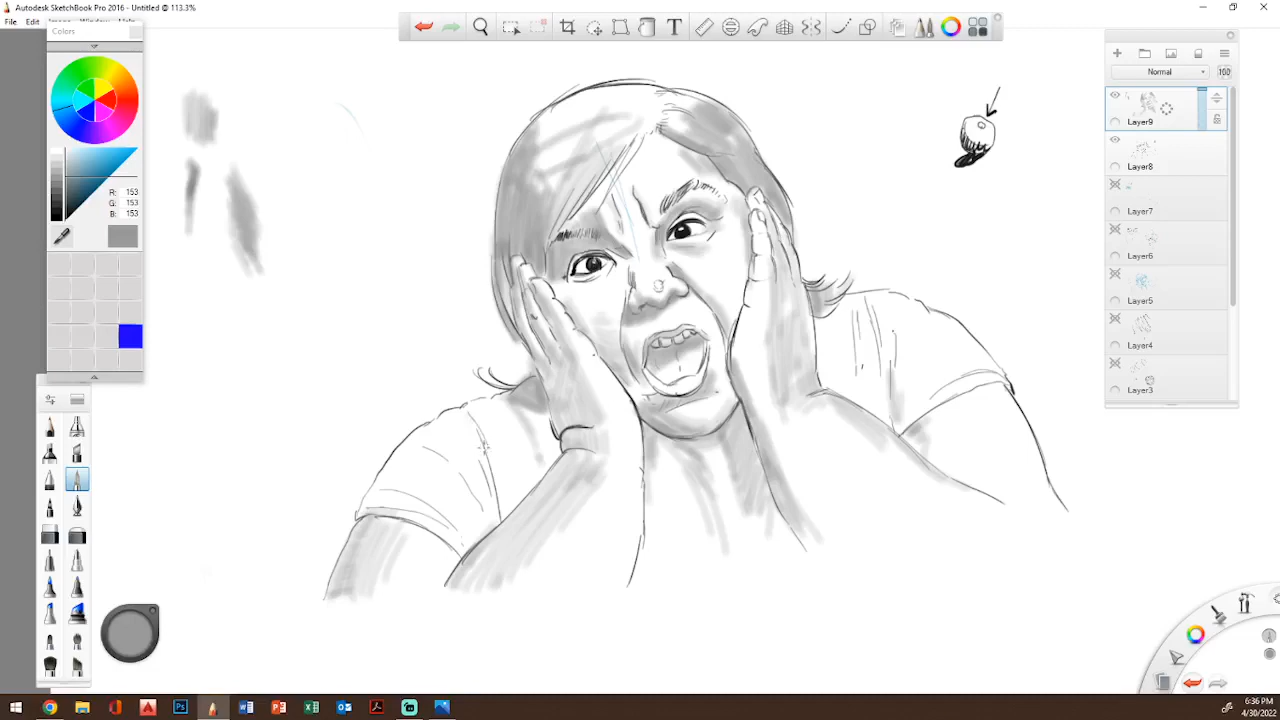 Autodesk SketchBook Pro 2016 - Untitled @ 113.3%
File Edit
Colors
R: 153
G: 153
B: 153
T
Normal
100
Layer9
Layer8
Layer7
Layer6
Layer5
Layer4
Layer3
6:36 PM
4/30/2022